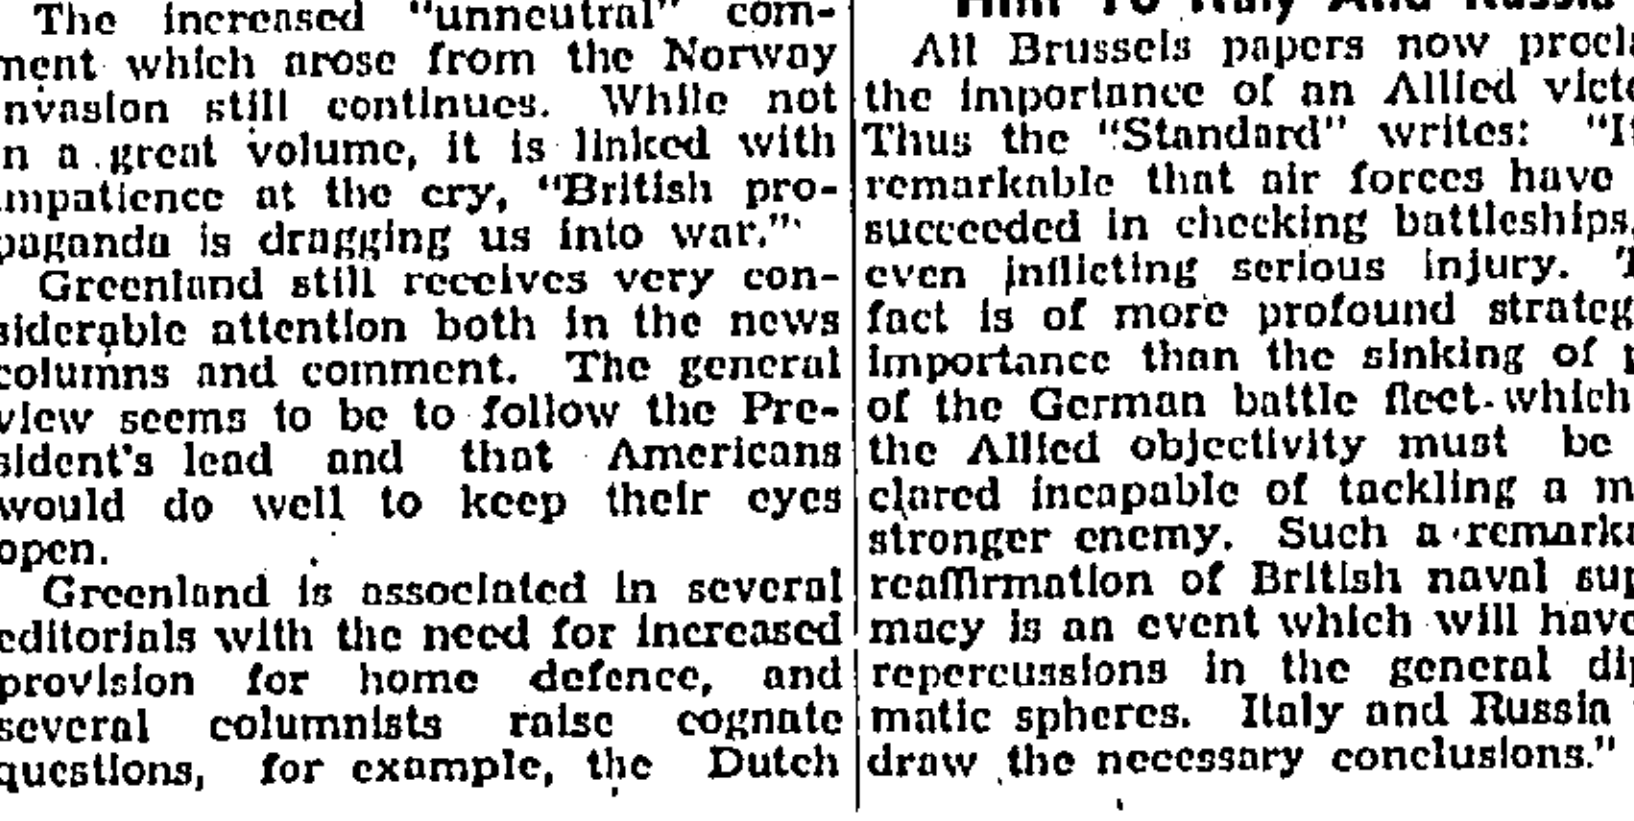 The increased "unneutral" com-
ment which arose from the Norway
nvasion still continues. While not
n a great volume, it is linked with
mpatience at the cry, "British pro-
paganda is dragging us into war."
Greenland still receives very con-
siderable attention both in the news
columns and comment. The general
view seems to be to follow the Pre-
sident's lead and that Americans
would do well to keep their eyes
open.
Greenland is associated in several
editorials with the need for increased
provision for home defence, and
several columnists raise cognate
questions, for example, the Dutch
To Italy And Russia
All Brussels papers now procla
the importance of an Allied victo
Thus the "Standard" writes: "It
remarkable that air forces have
succeeded in checking battleships,
even inflicting serious injury. T
fact is of more profound strateg
importance than the sinking of p
of the German battle fleet which
the Allied objectivity must be
clared incapable of tackling a m
stronger enemy. Such a remarka
reaffirmation of British naval sup
macy is an event which will have
repercussions in the general dip
matic spheres. Italy and Russia
draw the necessary conclusions."